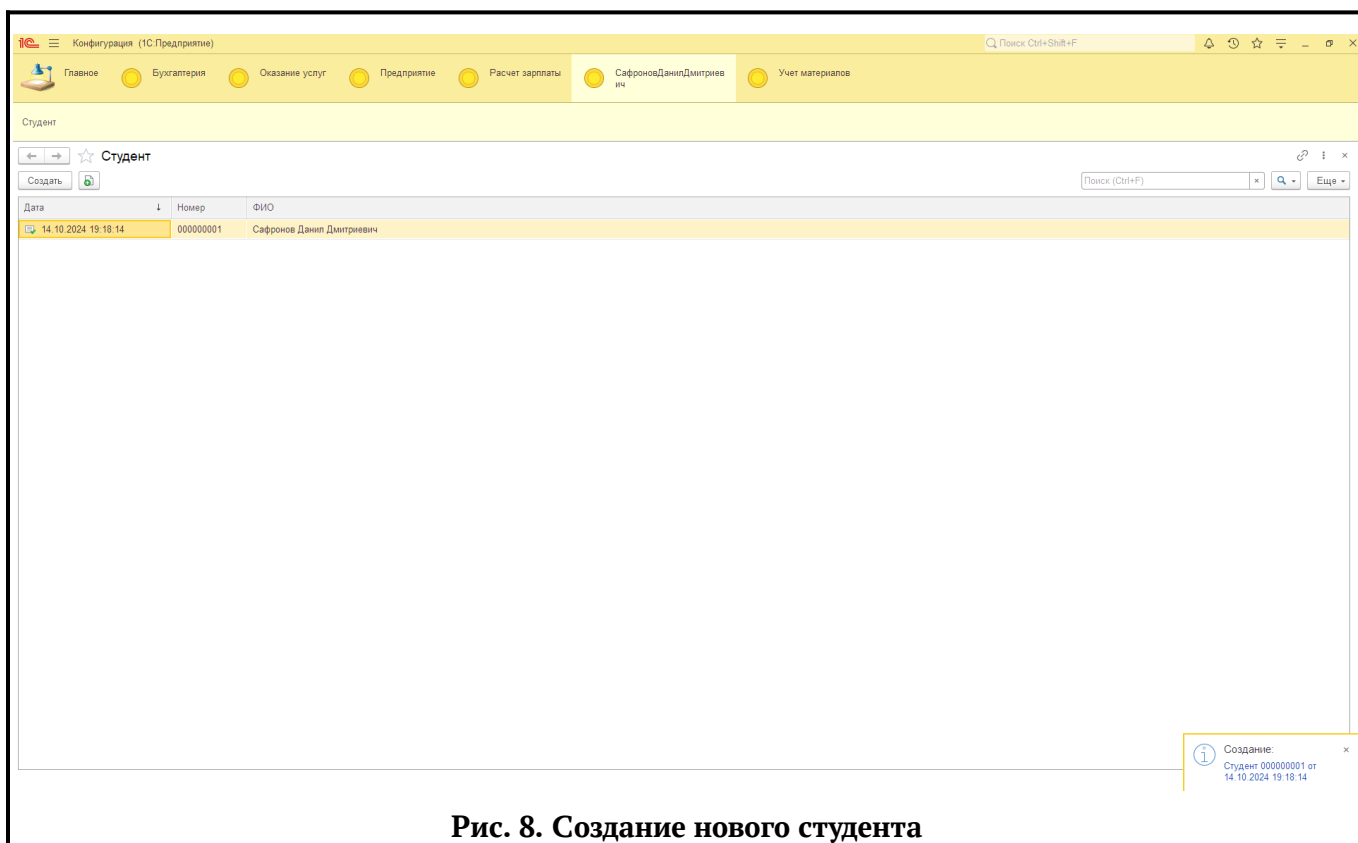 1С Конфигурация (1С:Предприятие) Поиск Ctrl+Shift+F
Главное Бухгалтерия Оказание услуг Предприятие Расчет зарплаты СафроновДанилДмитриев Учет материалов
ич
Студент
Студент
Создать Поиск (Ctrl+F) Еще
Дата Номер ФИО
14.10.2024 19:18:14 000000001 Сафронов Данил Дмитриевич
Создание:
Студент 000000001 от
14.10.2024 19:18:14
Рис. 8. Создание нового студента